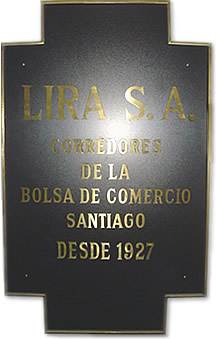 LIRA S.A.
CORREDORES
DE LA
BOLSA DE COMERCIO
SANTIAGO
DESDE 1927